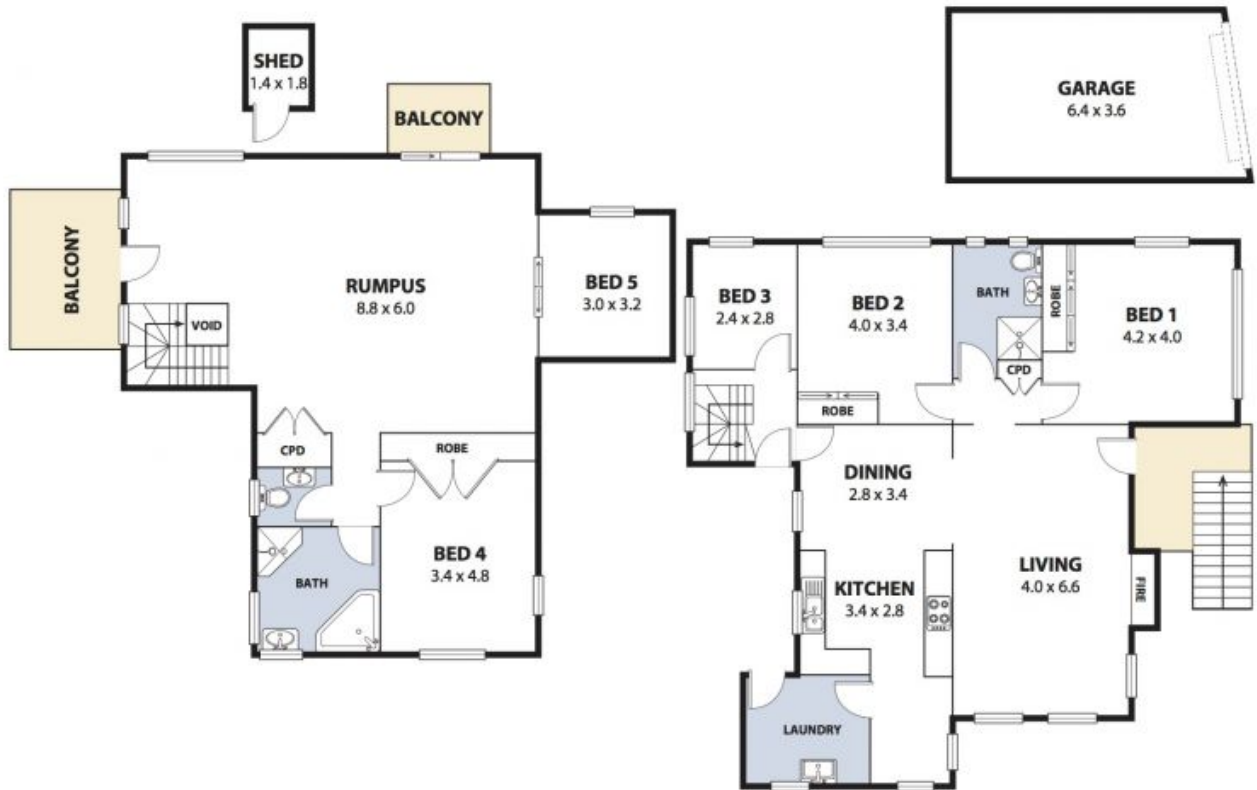 SHED
1.4 x 1.8
BALCONY
BALCONY
RUMPUS
8.8 x 6.0
BED 5
3.0 x 3.2
VOID
CPD
ROBE
BED 4
3.4 x 4.8
BATH
GARAGE
6.4 x 3.6
BED 3
2.4 x 2.8
BED 2
4.0 x 3.4
ROBE
BATH
ROBE
CPD
BED 1
4.2 x 4.0
DINING
2.8 x 3.4
KITCHEN
3.4 x 2.8
LIVING
4.0 x 6.6
FIRE
LAUNDRY